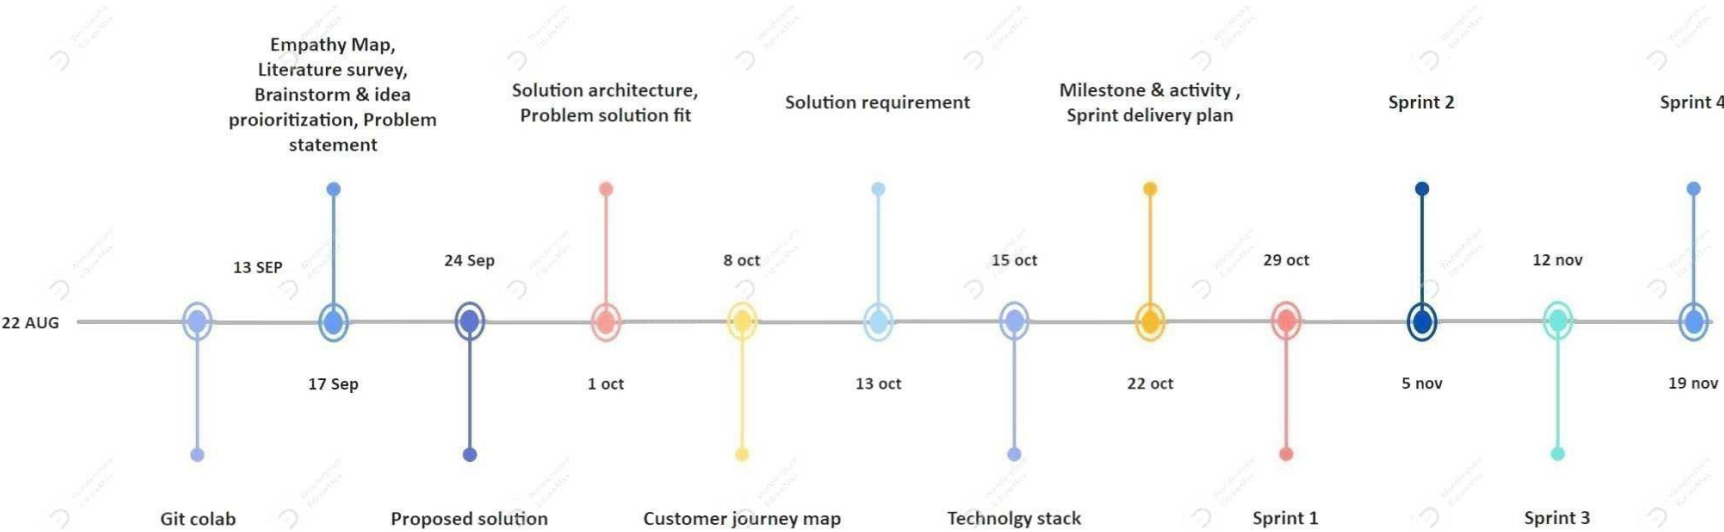 Empathy Map,
Literature survey,
Brainstorm & idea
proioritization, Problem
statement
Solution architecture,
Problem solution fit
Solution requirement
Milestone & activity ,
Sprint delivery plan
Sprint 2
Sprint 4
13 SEP
24 Sep
8 oct
15 oct
29 oct
12 nov
22 AUG
17 Sep
1 oct
13 oct
22 oct
5 nov
19 nov
Git colab
Proposed solution
Customer journey map
Technolgy stack
Sprint 1
Sprint 3